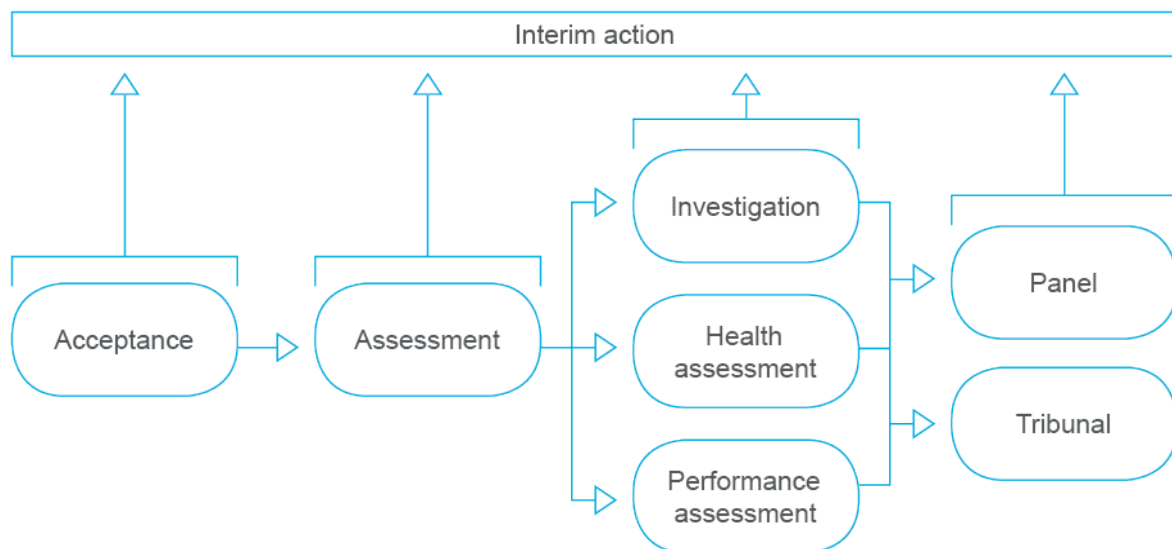 Interim action
Acceptance
Assessment
Investigation
Health
assessment
Performance
assessment
Panel
Tribunal